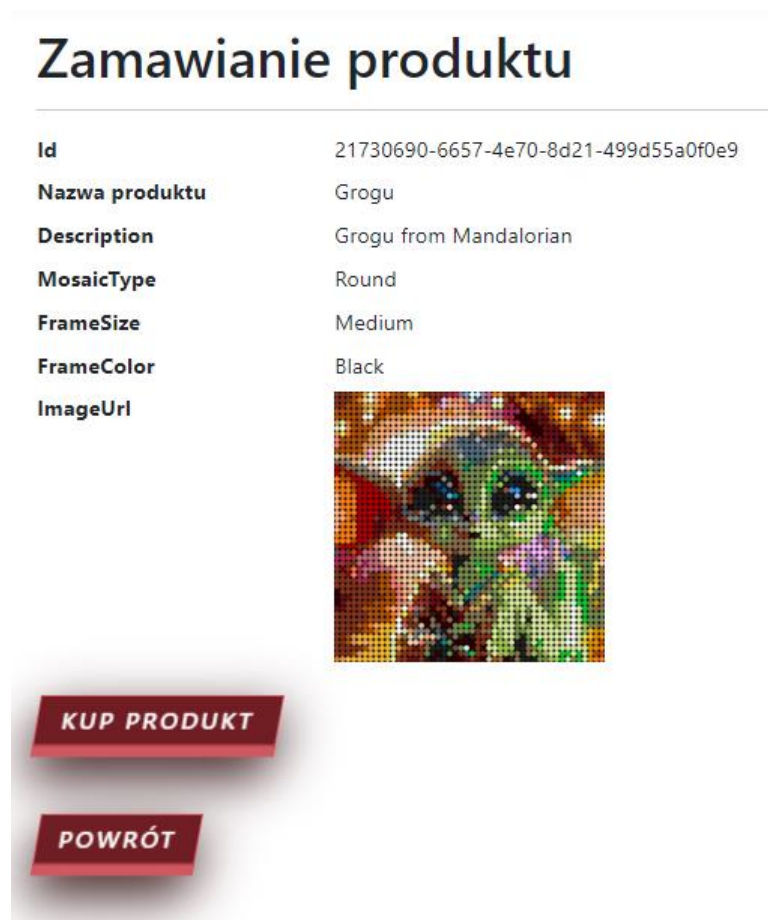 Zamawianie produktu
Id 21730690-6657-4e70-8d21-499d55a0f0e9
Nazwa produktu Grogu
Description Grogu from Mandalorian
MosaicType Round
FrameSize Medium
FrameColor Black
ImageUrl
KUP PRODUKT
POWRÓT